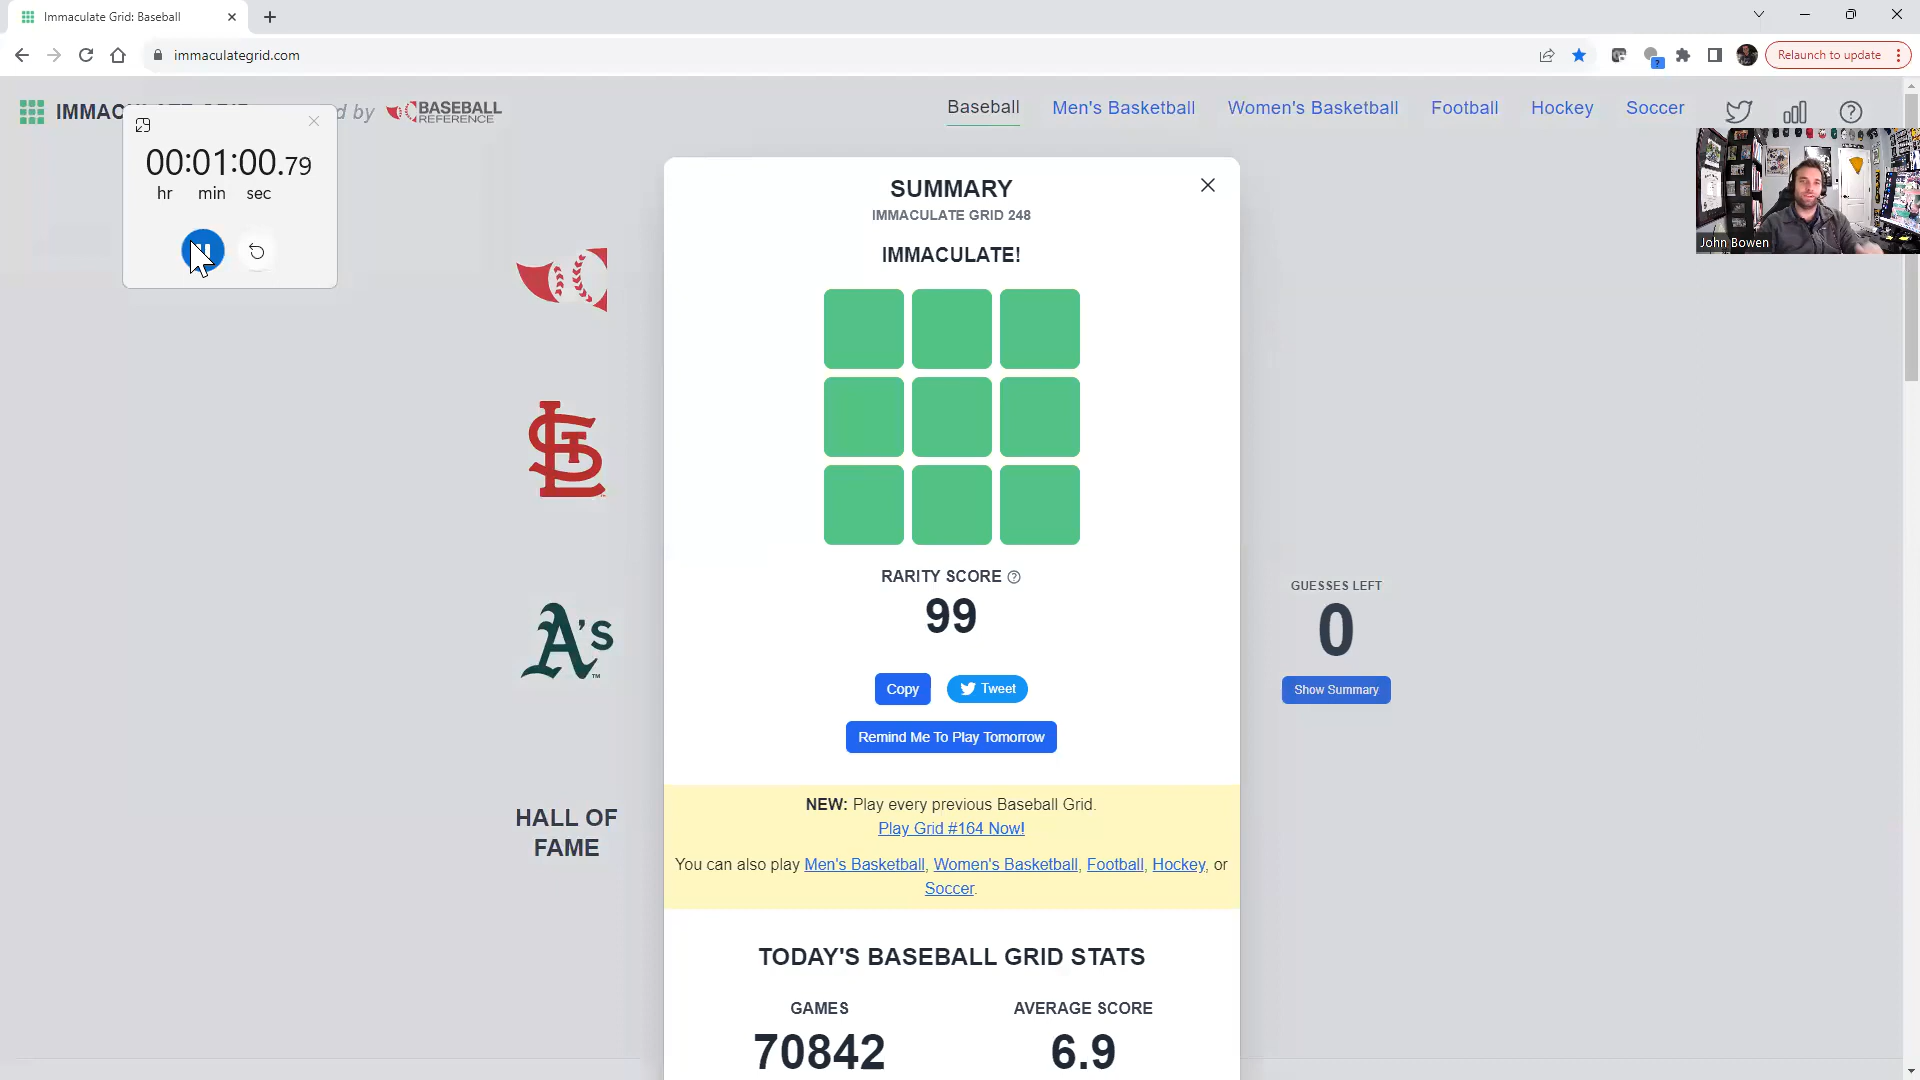 Immaculate Grid: Baseball
immaculategrid.com
Relaunch to update
IMMAC
d by
BASEBALL
REFERENCE
Baseball
Men's Basketball
Women's Basketball
Football
Hockey
Soccer
00:01:00.79
hr min sec
John Bowen
SUMMARY
IMMACULATE GRID 248
IMMACULATE!
RARITY SCORE
99
Copy
Tweet
Remind Me To Play Tomorrow
NEW: Play every previous Baseball Grid.
Play Grid #164 Now!
You can also play Men's Basketball, Women's Basketball, Football, Hockey, or
Soccer.
TODAY'S BASEBALL GRID STATS
GAMES
AVERAGE SCORE
70842
6.9
STL
A's
HALL OF
FAME
GUESSES LEFT
0
Show Summary